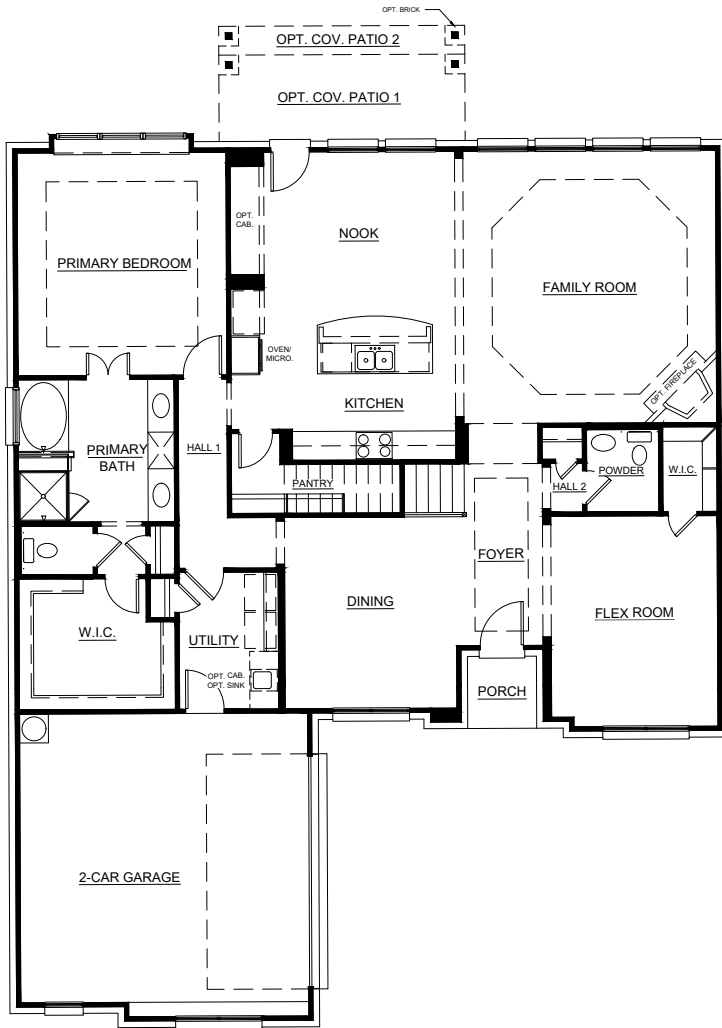 OPT. BRICK
OPT. COV. PATIO 2
OPT. COV. PATIO 1
OPT.
CAB.
NOOK
PRIMARY BEDROOM
FAMILY ROOM
OVEN/
MICRO.
OPT. FIREPLACE
KITCHEN
PRIMARY
BATH
HALL 1
POWDER
W.I.C.
PANTRY
HALL 2
FOYER
DINING
FLEX ROOM
W.I.C.
UTILITY
OPT. CAB.
OPT. SINK
PORCH
2-CAR GARAGE